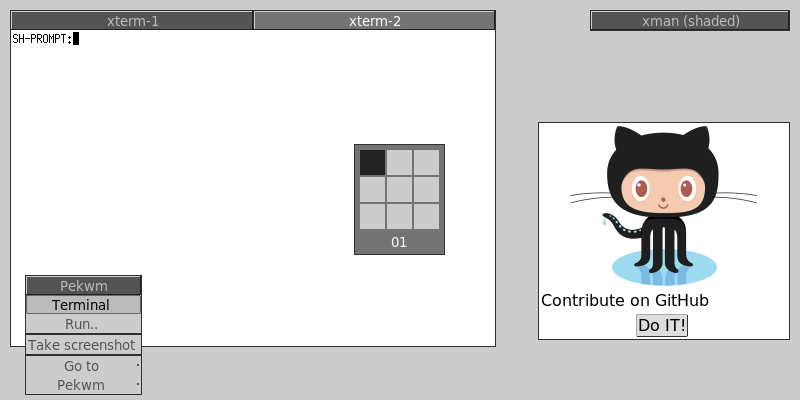 xterm-1
xterm-2
xman (shaded)
SH-PROMPT:
01
Pekwm
Terminal
Run..
Take screenshot
Go to
Pekwm
Contribute on GitHub
Do IT!